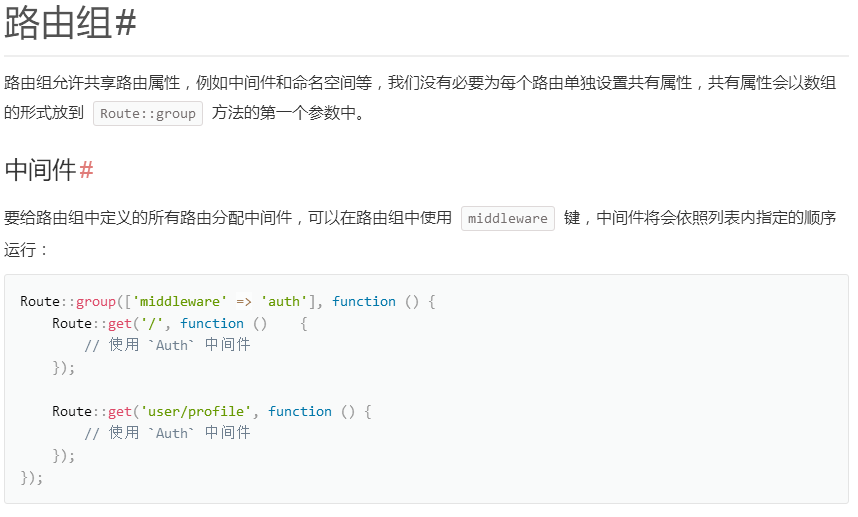 路由组#
路由组允许共享路由属性，例如中间件和命名空间等，我们没有必要为每个路由单独设置共有属性，共有属性会以数组
的形式放到 Route::group 方法的第一个参数中。
中间件#
要给路由组中定义的所有路由分配中间件，可以在路由组中使用 middleware 键，中间件将会依照列表内指定的顺序
运行：
Route::group(['middleware' => 'auth'], function () {
    Route::get('/', function ()    {
        // 使用 `Auth` 中间件
    });

    Route::get('user/profile', function () {
        // 使用 `Auth` 中间件
    });
});